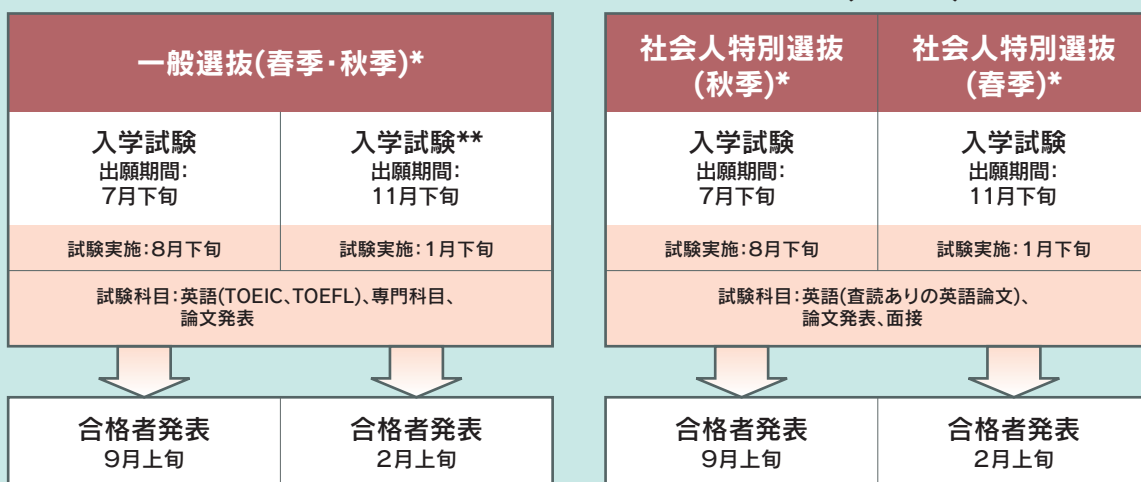 一般選抜(春季・秋季)*
入学試験
出願期間:
7月下旬
入学試験**
出願期間:
11月下旬
試験実施:8月下旬
試験実施:1月下旬
試験科目:英語(TOEIC、TOEFL)、専門科目、
論文発表
合格者発表
9月上旬
合格者発表
2月上旬
社会人特別選抜
(秋季)*
社会人特別選抜
(春季)*
入学試験
出願期間:
7月下旬
入学試験
出願期間:
11月下旬
試験実施:8月下旬
試験実施:1月下旬
試験科目:英語(査読ありの英語論文)、
論文発表、面接
合格者発表
9月上旬
合格者発表
2月上旬